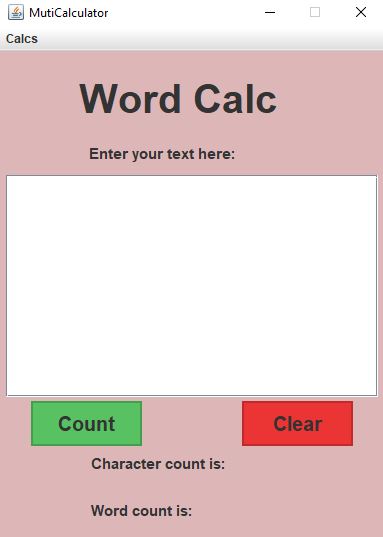 MutiCalculator
Calcs
Word Calc
Enter your text here:
Count Clear
Character count is:
Word count is: